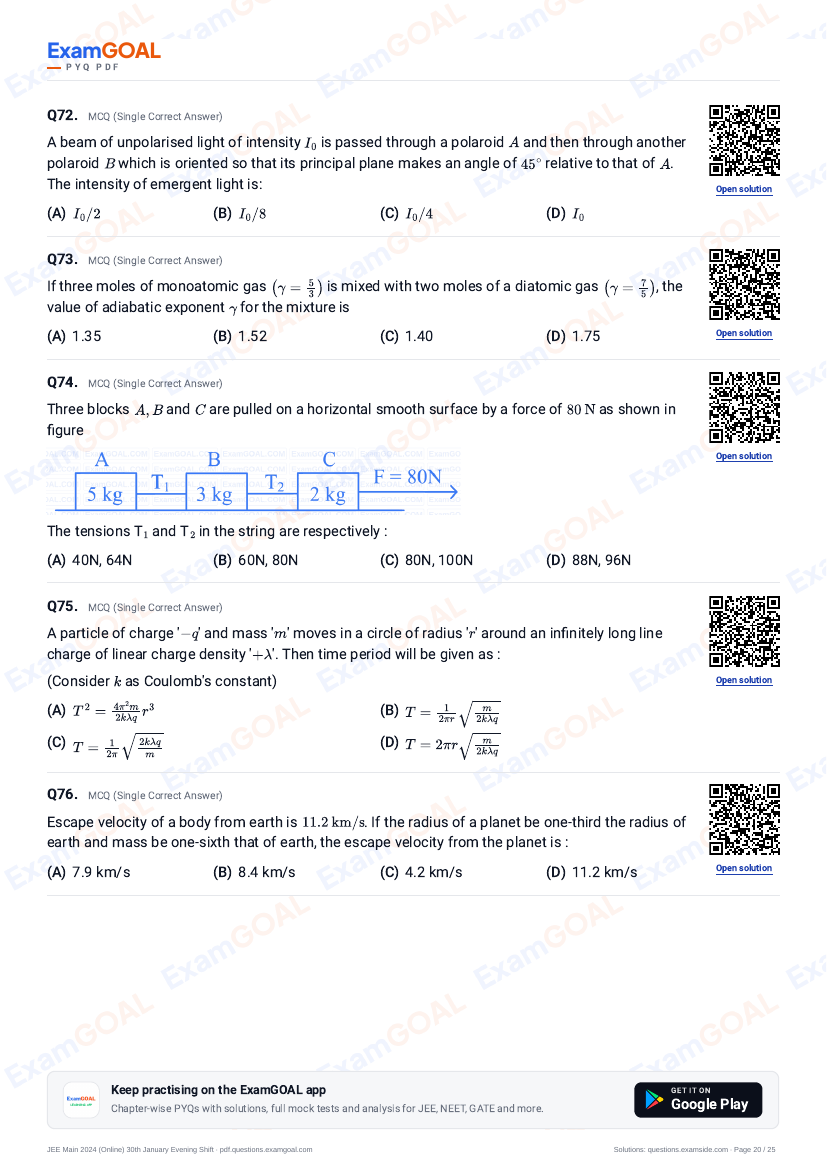 ExamGOAL
PYQ PDF
Q72. MCQ (Single Correct Answer)
A beam of unpolarised light of intensity I₀ is passed through a polaroid A and then through another
polaroid B which is oriented so that its principal plane makes an angle of 45° relative to that of A.
The intensity of emergent light is:
(A) I₀/2 (B) I₀/8 (C) I₀/4 (D) I₀
Open solution
Q73. MCQ (Single Correct Answer)
If three moles of monoatomic gas (γ = 5/3) is mixed with two moles of a diatomic gas (γ = 7/5), the
value of adiabatic exponent γ for the mixture is
(A) 1.35 (B) 1.52 (C) 1.40 (D) 1.75
Open solution
Q74. MCQ (Single Correct Answer)
Three blocks A, B and C are pulled on a horizontal smooth surface by a force of 80 N as shown in
figure
Open solution
A B C
5 kg T₁ 3 kg T₂ 2 kg F = 80N
The tensions T₁ and T₂ in the string are respectively :
(A) 40N, 64N (B) 60N, 80N (C) 80N, 100N (D) 88N, 96N
Q75. MCQ (Single Correct Answer)
A particle of charge '−q' and mass 'm' moves in a circle of radius 'r' around an infinitely long line
charge of linear charge density '+λ'. Then time period will be given as :
(Consider k as Coulomb's constant)
Open solution
(A) T² = 4π²m/2kλq r³ (B) T = 1/2πr √(m/2kλq)
(C) T = 1/2π √(2kλq/m) (D) T = 2πr √(m/2kλq)
Q76. MCQ (Single Correct Answer)
Escape velocity of a body from earth is 11.2 km/s. If the radius of a planet be one-third the radius of
earth and mass be one-sixth that of earth, the escape velocity from the planet is :
(A) 7.9 km/s (B) 8.4 km/s (C) 4.2 km/s (D) 11.2 km/s
Open solution
Keep practising on the ExamGOAL app
Chapter-wise PYQs with solutions, full mock tests and analysis for JEE, NEET, GATE and more.
GET IT ON
Google Play
JEE Main 2024 (Online) 30th January Evening Shift · pdf.questions.examgoal.com
Solutions: questions.examside.com · Page 20 / 25